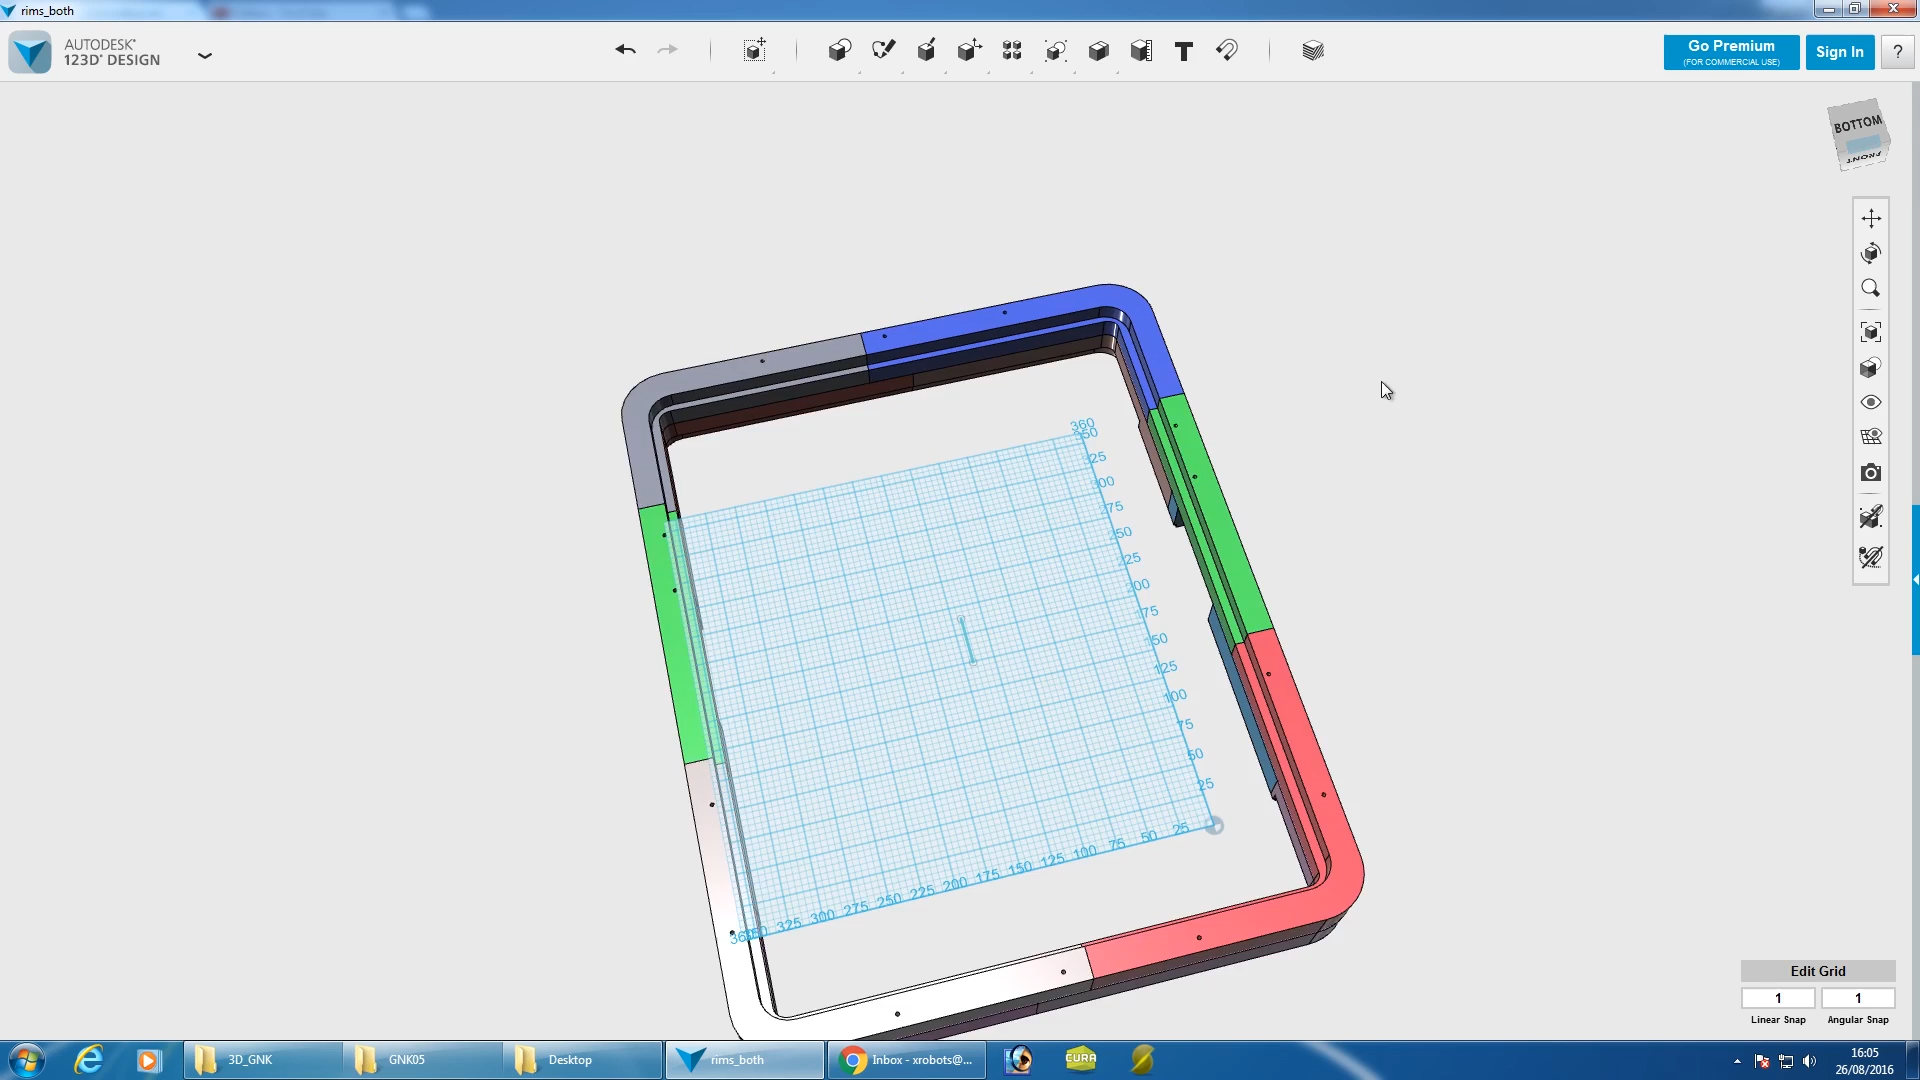 rims_both
AUTODESK®
123D® DESIGN
Go Premium
(FOR COMMERCIAL USE)
Sign In
?
T
BOTTOM
FRONT
360
350
325
300
275
250
225
200
175
150
125
100
75
50
25
360
350
325
300
275
250
225
200
175
150
125
100
75
50
25
Edit Grid
1
1
Linear Snap
Angular Snap
3D_GNK
GNK05
Desktop
rims_both
Inbox - xrobots@...
CURA
16:05
26/08/2016